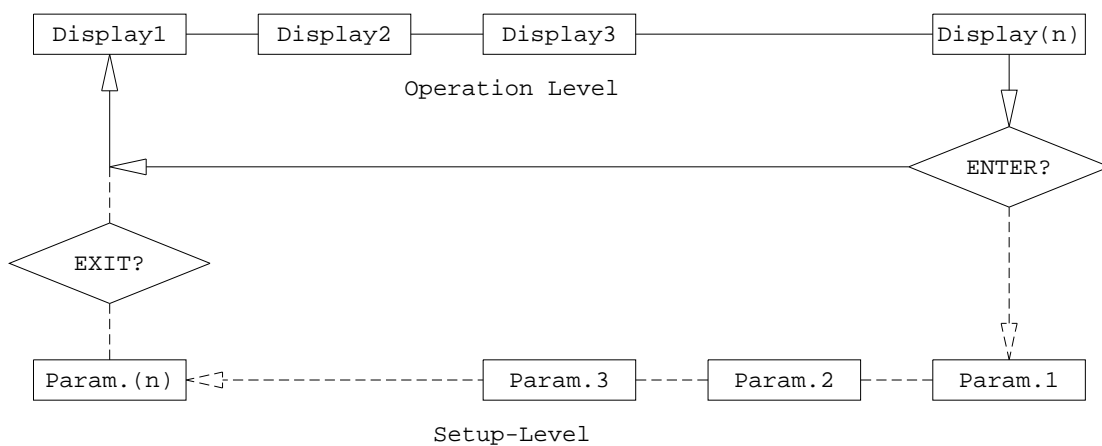 Display1
Display2
Display3
Display(n)
Operation Level
ENTER?
EXIT?
Param.(n)
Param.3
Param.2
Param.1
Setup-Level